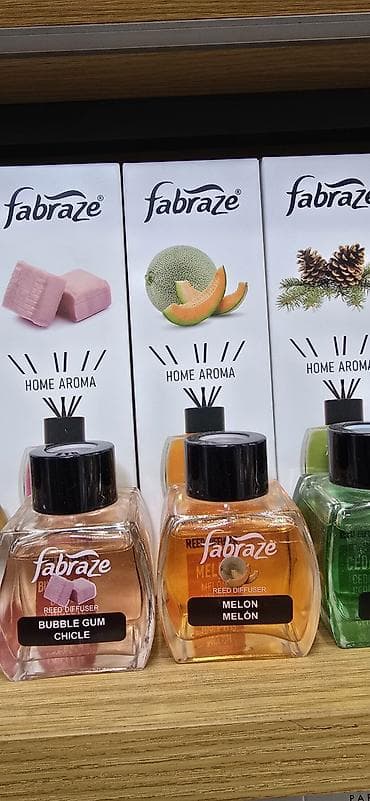 fabraze®
HOME AROMA
fabraze®
HOME AROMA
fabraze
HOME AROMA
fabraze
REED DIFFUSER
BUBBLE GUM
CHICLE
fabraze
REED DIFFUSER
MELON
MELÓN